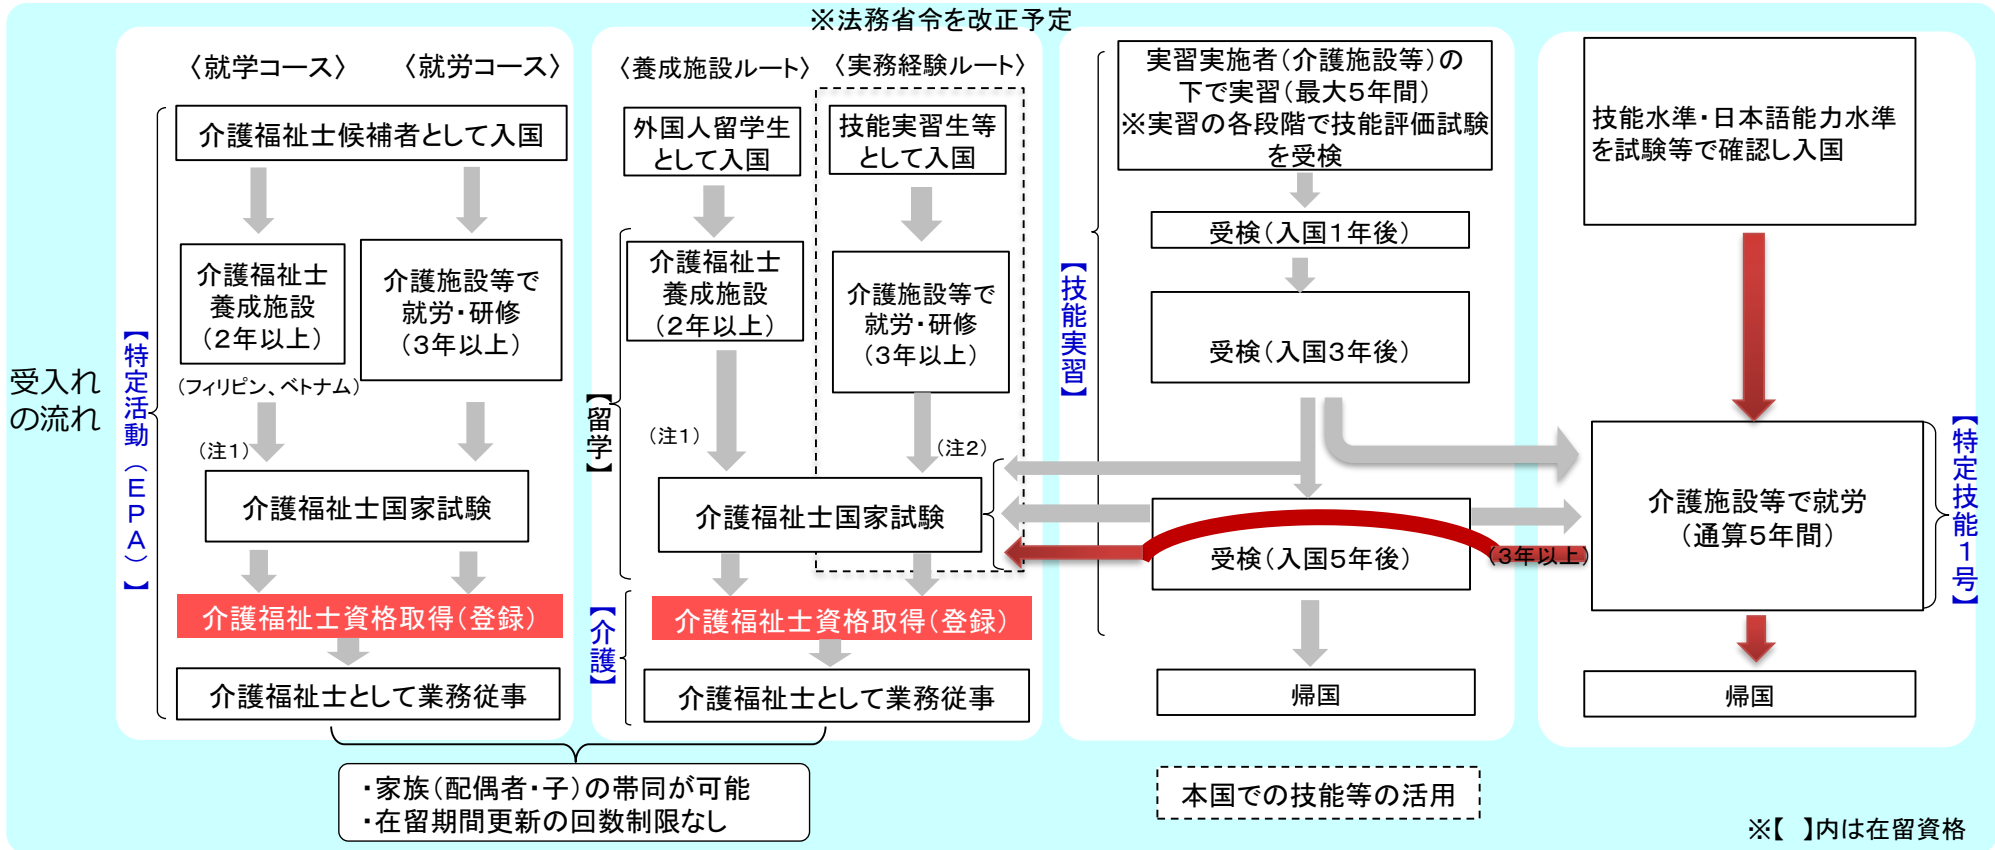 ※法務省令を改正予定
受入れ
の流れ
【特定活動（ＥＰＡ）】
〈就学コース〉
〈就労コース〉
介護福祉士候補者として入国
介護福祉士
養成施設
（２年以上）
（フィリピン、ベトナム）
介護施設等で
就労・研修
（３年以上）
（注１）
介護福祉士国家試験
介護福祉士資格取得（登録）
介護福祉士として業務従事
〈養成施設ルート〉
〈実務経験ルート〉
外国人留学生
として入国
技能実習生等
として入国
【留学】
介護福祉士
養成施設
（２年以上）
介護施設等で
就労・研修
（３年以上）
（注１）
（注２）
介護福祉士国家試験
【介護】
介護福祉士資格取得（登録）
介護福祉士として業務従事
・家族（配偶者・子）の帯同が可能
・在留期間更新の回数制限なし
【技能実習】
実習実施者（介護施設等）の
下で実習（最大５年間）
※実習の各段階で技能評価試験
を受検
受検（入国１年後）
受検（入国３年後）
受検（入国５年後）
帰国
本国での技能等の活用
技能水準・日本語能力水準
を試験等で確認し入国
（３年以上）
介護施設等で就労
（通算５年間）
【特定技能１号】
帰国
※【　】内は在留資格